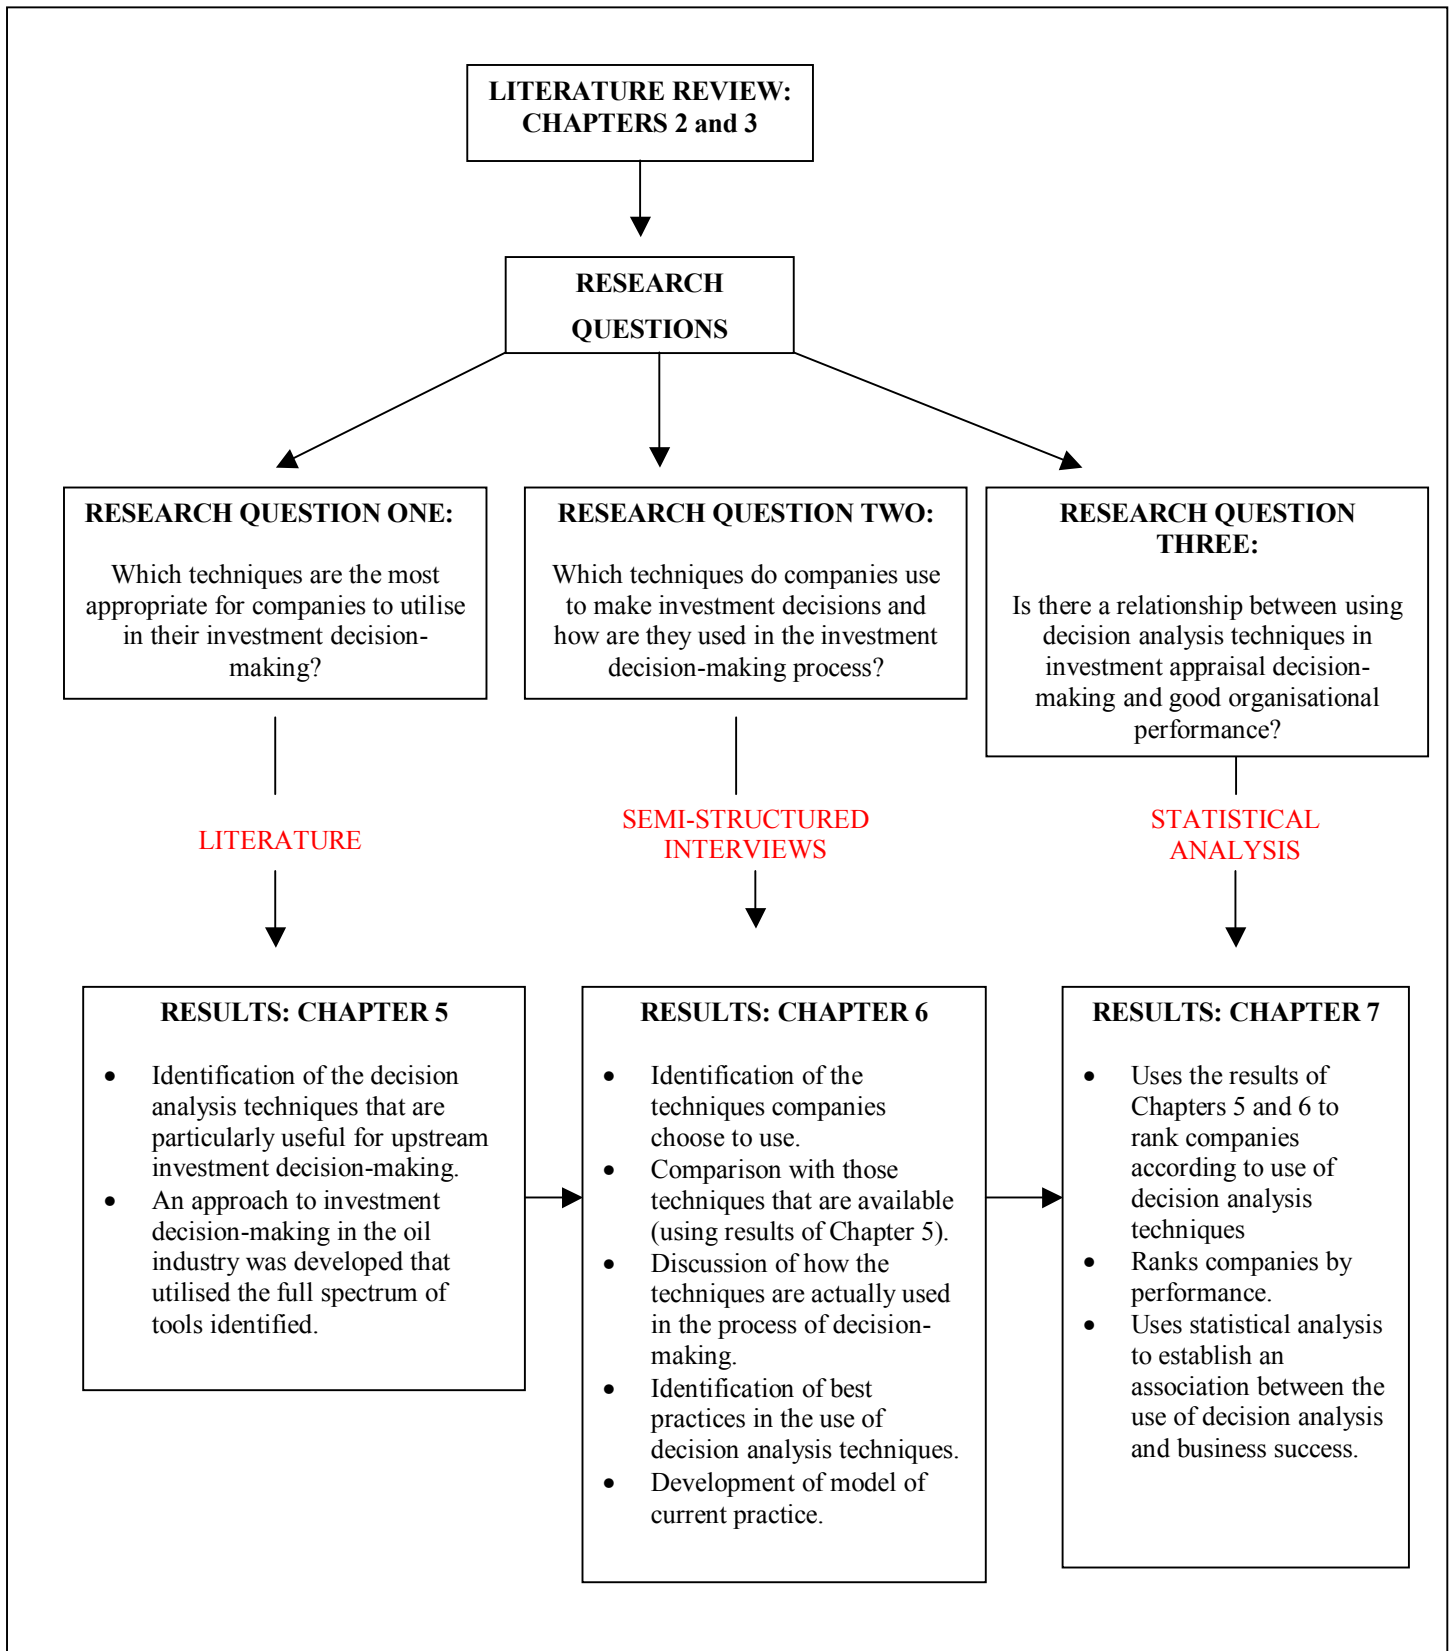 LITERATURE REVIEW:
CHAPTERS 2 and 3
RESEARCH
QUESTIONS
RESEARCH QUESTION ONE:
Which techniques are the most
appropriate for companies to utilise
in their investment decision-
making?
RESEARCH QUESTION TWO:
Which techniques do companies use
to make investment decisions and
how are they used in the investment
decision-making process?
RESEARCH QUESTION
THREE:
Is there a relationship between using
decision analysis techniques in
investment appraisal decision-
making and good organisational
performance?
LITERATURE
SEMI-STRUCTURED
INTERVIEWS
STATISTICAL
ANALYSIS
RESULTS: CHAPTER 5
• Identification of the decision
analysis techniques that are
particularly useful for upstream
investment decision-making.
• An approach to investment
decision-making in the oil
industry was developed that
utilised the full spectrum of
tools identified.
RESULTS: CHAPTER 6
• Identification of the
techniques companies
choose to use.
• Comparison with those
techniques that are available
(using results of Chapter 5).
• Discussion of how the
techniques are actually used
in the process of decision-
making.
• Identification of best
practices in the use of
decision analysis techniques.
• Development of model of
current practice.
RESULTS: CHAPTER 7
• Uses the results of
Chapters 5 and 6 to
rank companies
according to use of
decision analysis
techniques
• Ranks companies by
performance.
• Uses statistical analysis
to establish an
association between the
use of decision analysis
and business success.